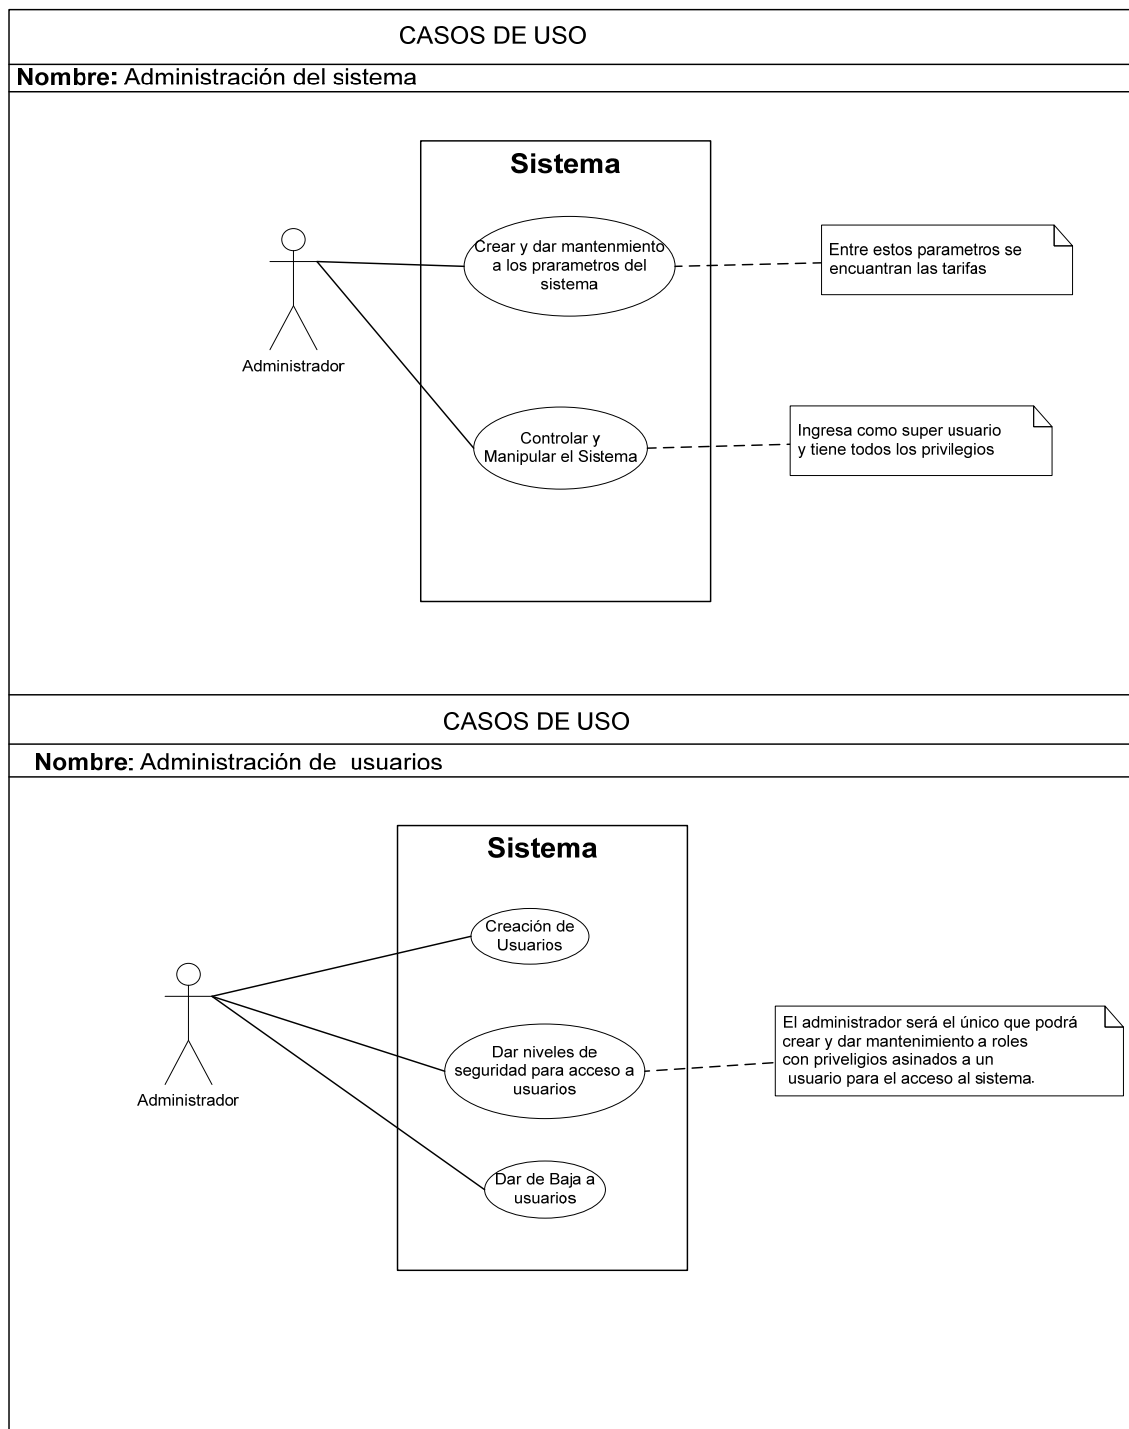 CASOS DE USO
Nombre: Administración del sistema
Sistema
Crear y dar mantenmiento
a los prarametros del
sistema
Entre estos parametros se
encuantran las tarifas
Administrador
Controlar y
Manipular el Sistema
Ingresa como super usuario
y tiene todos los privilegios
CASOS DE USO
Nombre: Administración de  usuarios
Sistema
Creación de
Usuarios
El administrador será el único que podrá
crear y dar mantenimiento a roles
con priveligios asinados a un
usuario para el acceso al sistema.
Dar niveles de
seguridad para acceso a
usuarios
Administrador
Dar de Baja a
usuarios